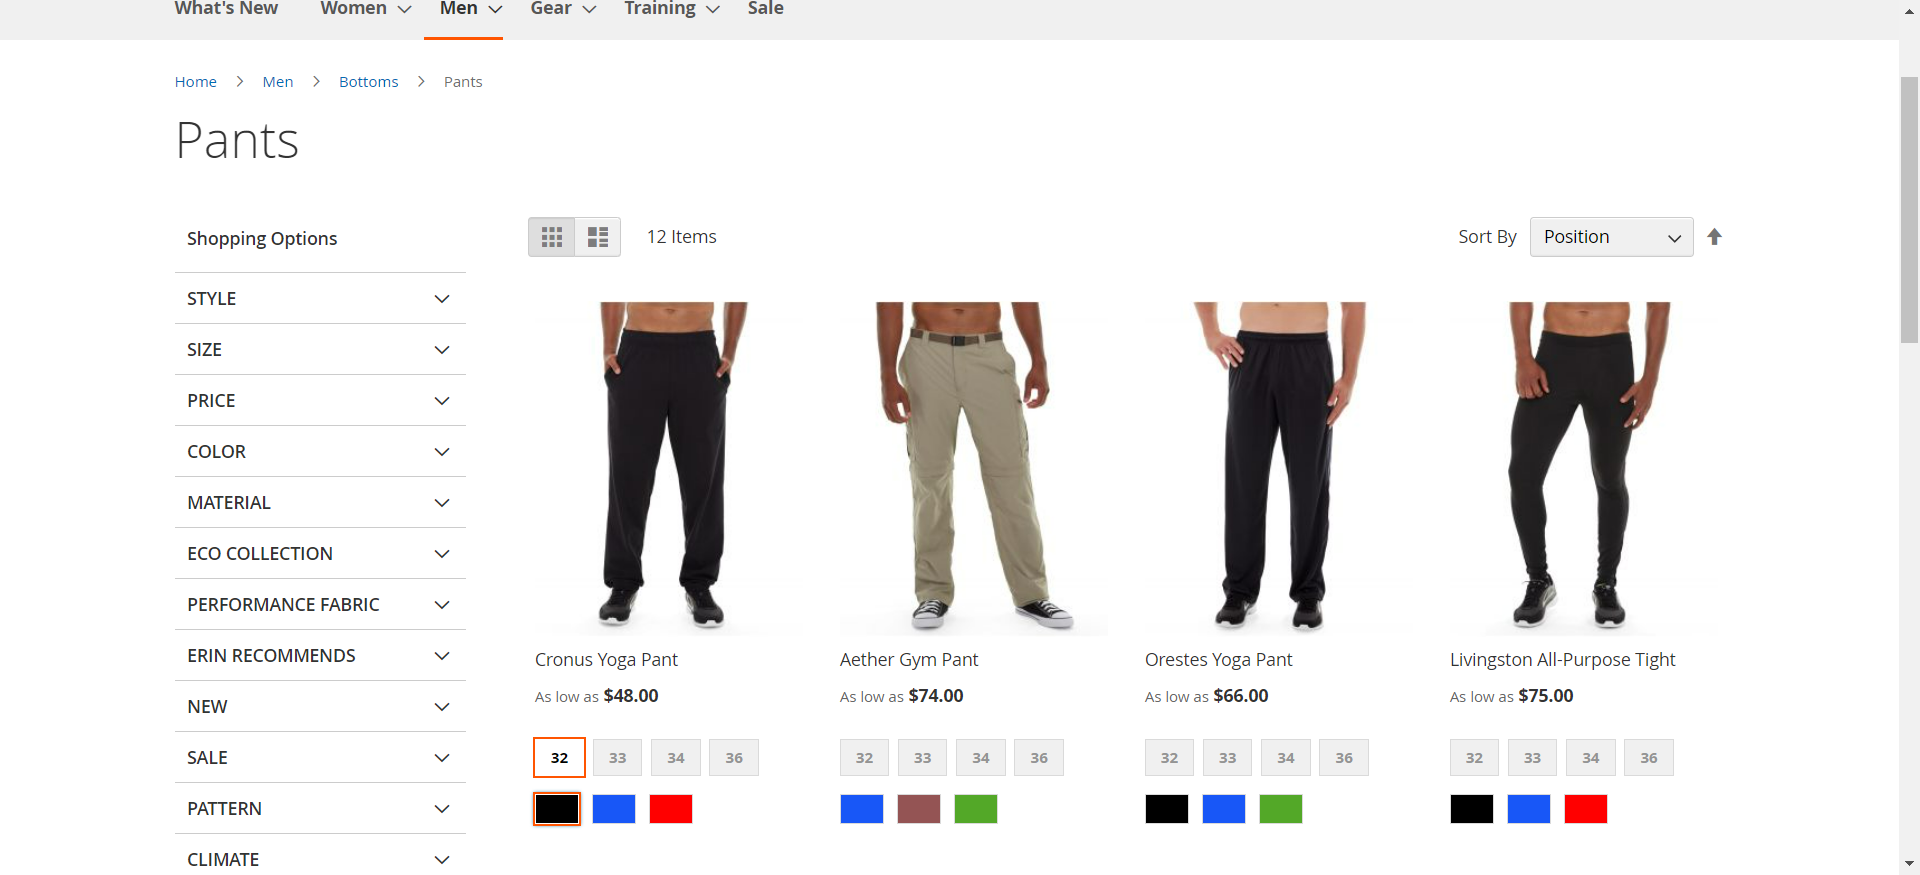 What's New Women Men Gear Training Sale
Home Men Bottoms Pants
Pants
Shopping Options
STYLE
SIZE
PRICE
COLOR
MATERIAL
ECO COLLECTION
PERFORMANCE FABRIC
ERIN RECOMMENDS
NEW
SALE
PATTERN
CLIMATE
12 Items
Sort By Position
Cronus Yoga Pant
As low as $48.00
32 33 34 36
Aether Gym Pant
As low as $74.00
32 33 34 36
Orestes Yoga Pant
As low as $66.00
32 33 34 36
Livingston All-Purpose Tight
As low as $75.00
32 33 34 36